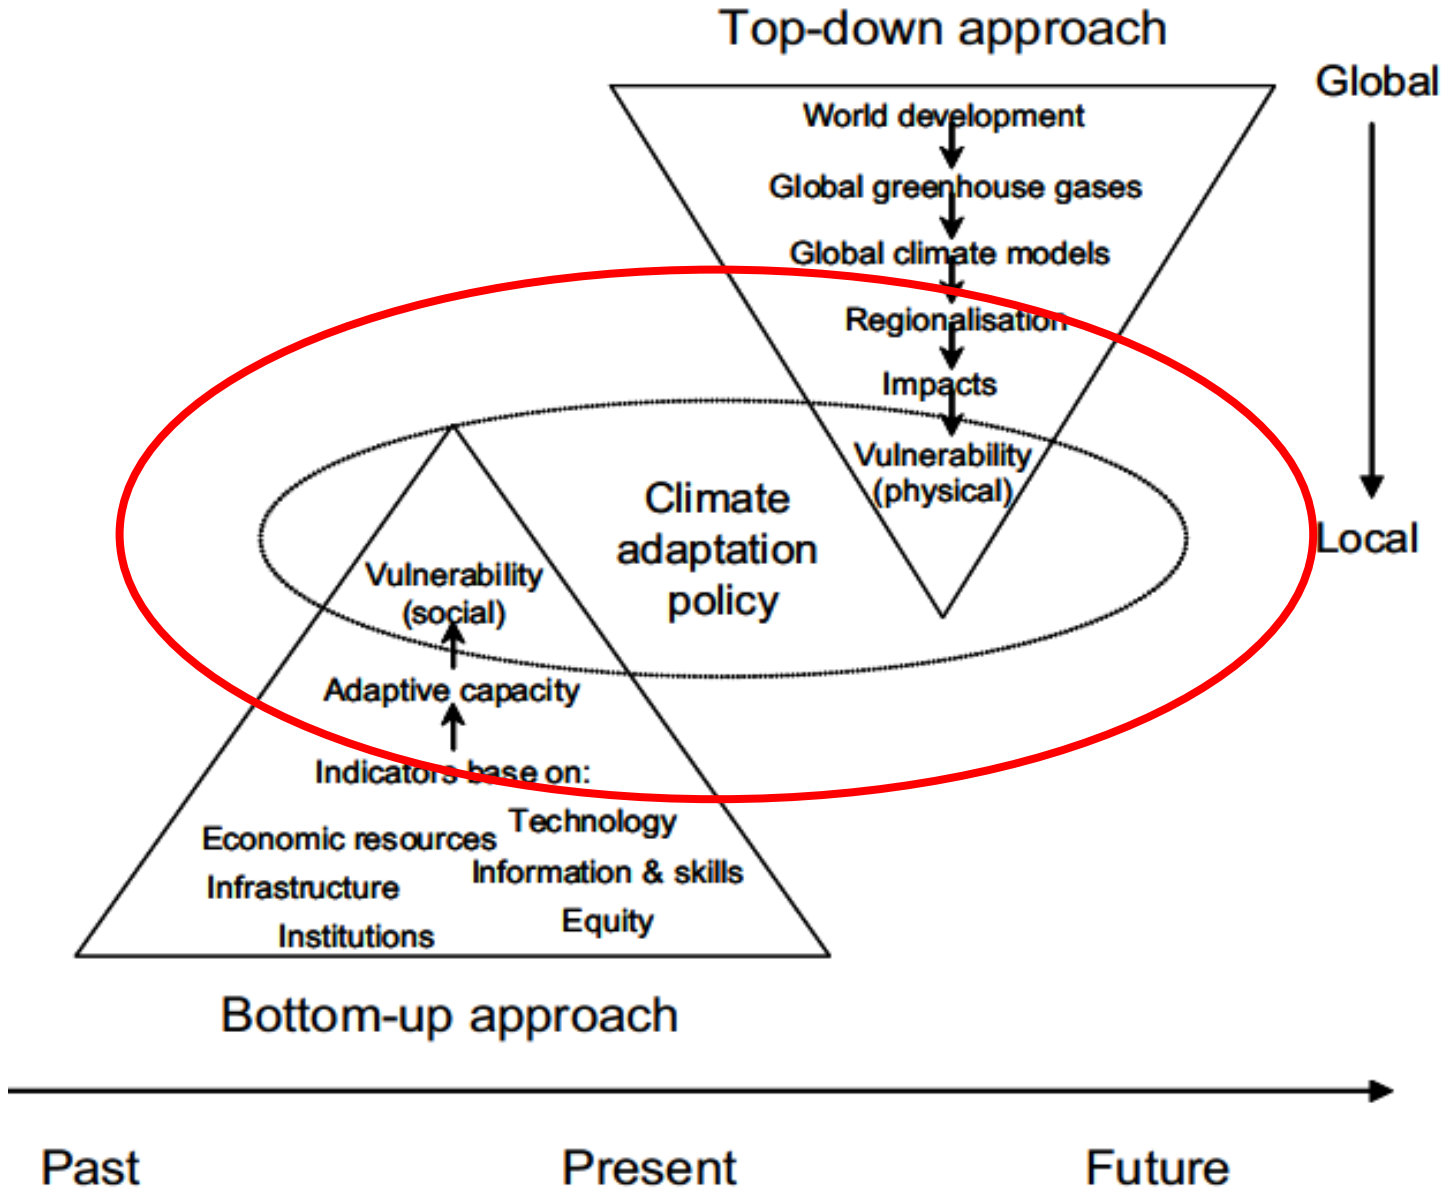 Top-down approach
Global
World development
Global greenhouse gases
Global climate models
Regionalisation
Impacts
Vulnerability
(physical)
Local
Climate
adaptation
policy
Vulnerability
(social)
Adaptive capacity
Indicators base on:
Economic resources
Technology
Infrastructure
Information & skills
Institutions
Equity
Bottom-up approach
Past
Present
Future